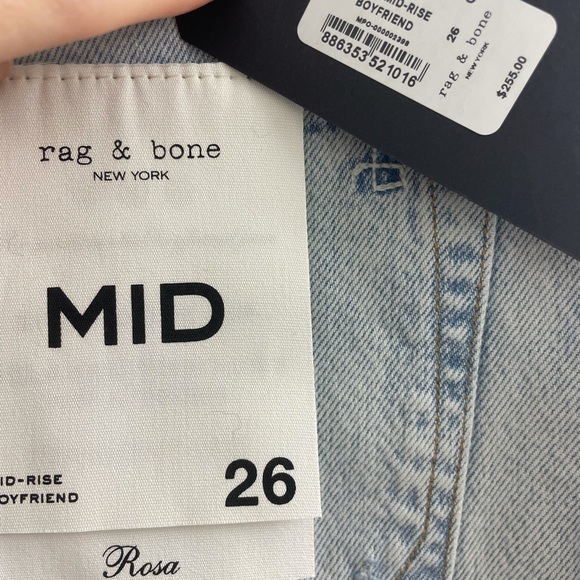 rag & bone
NEW YORK
MID
ID-RISE
OYFRIEND
26
Rosa
MID-RISE
BOYFRIEND
886353521016
26
rag & bone
NEW YORK
$255.00